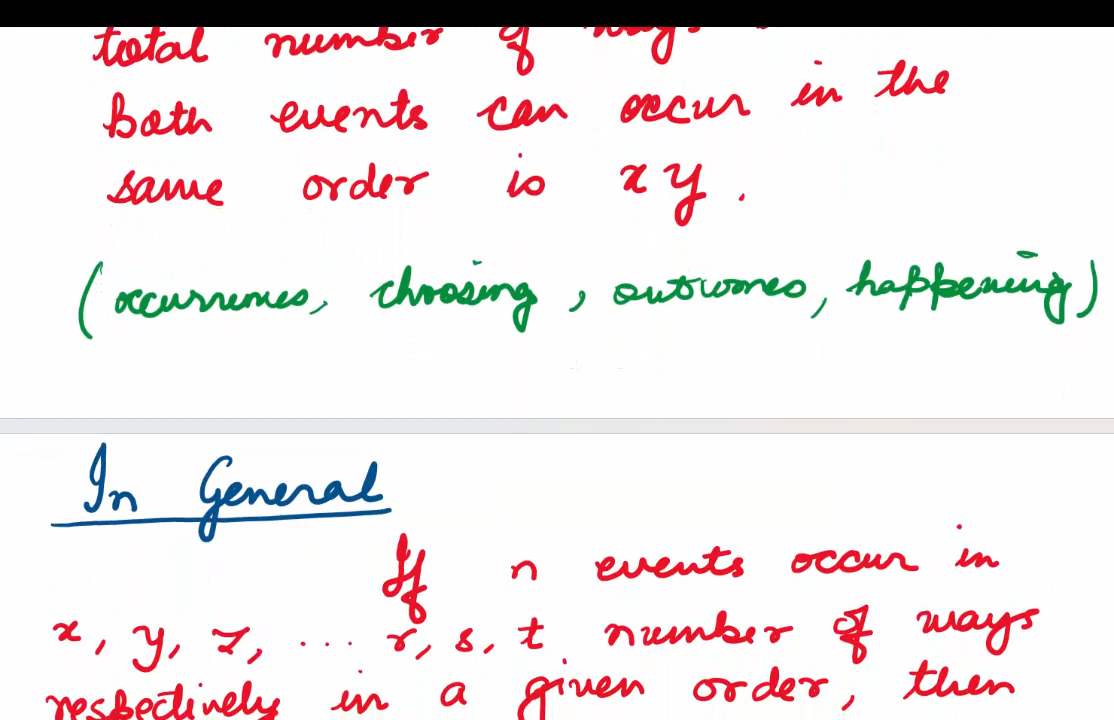 total number of ways
both events can occur in the
same order is xy.
(occurrences, choosing, outcomes, happening)
In General
If n events occur in
x, y, z, ... r, s, t number of ways
respectively in a given order, then